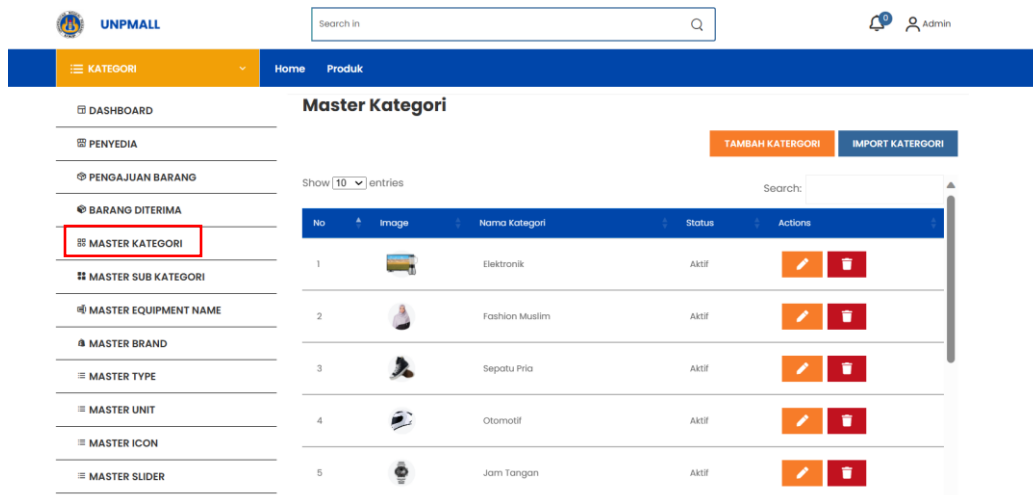 UNPMALL
Search in
0
Admin
KATEGORI
Home Produk
DASHBOARD
PENYEDIA
PENGAJUAN BARANG
BARANG DITERIMA
MASTER KATEGORI
MASTER SUB KATEGORI
MASTER EQUIPMENT NAME
MASTER BRAND
MASTER TYPE
MASTER UNIT
MASTER ICON
MASTER SLIDER
Master Kategori
TAMBAH KATERGORI IMPORT KATERGORI
Show 10 entries Search:
No Image Nama Kategori Status Actions
1 Elektronik Aktif
2 Fashion Muslim Aktif
3 Sepatu Pria Aktif
4 Otomotif Aktif
5 Jam Tangan Aktif